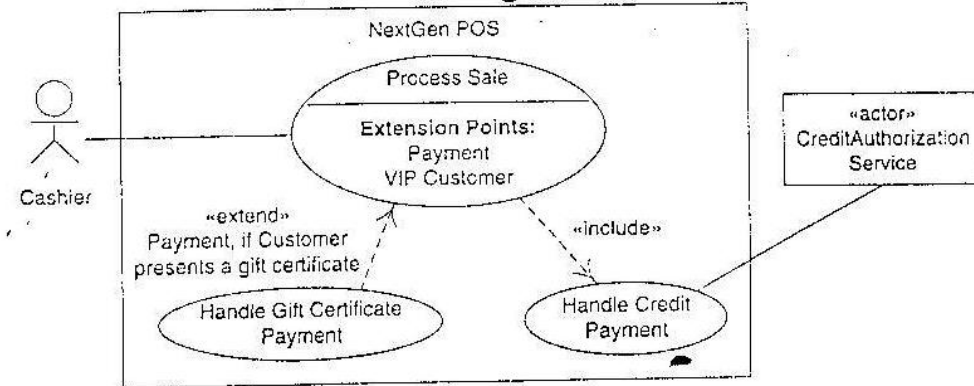 NextGen POS
Process Sale
Extension Points:
Payment
VIP Customer
Cashier
«actor»
CreditAuthorization
Service
«extend»
Payment, if Customer
presents a gift certificate
«include»
Handle Gift Certificate
Payment
Handle Credit
Payment